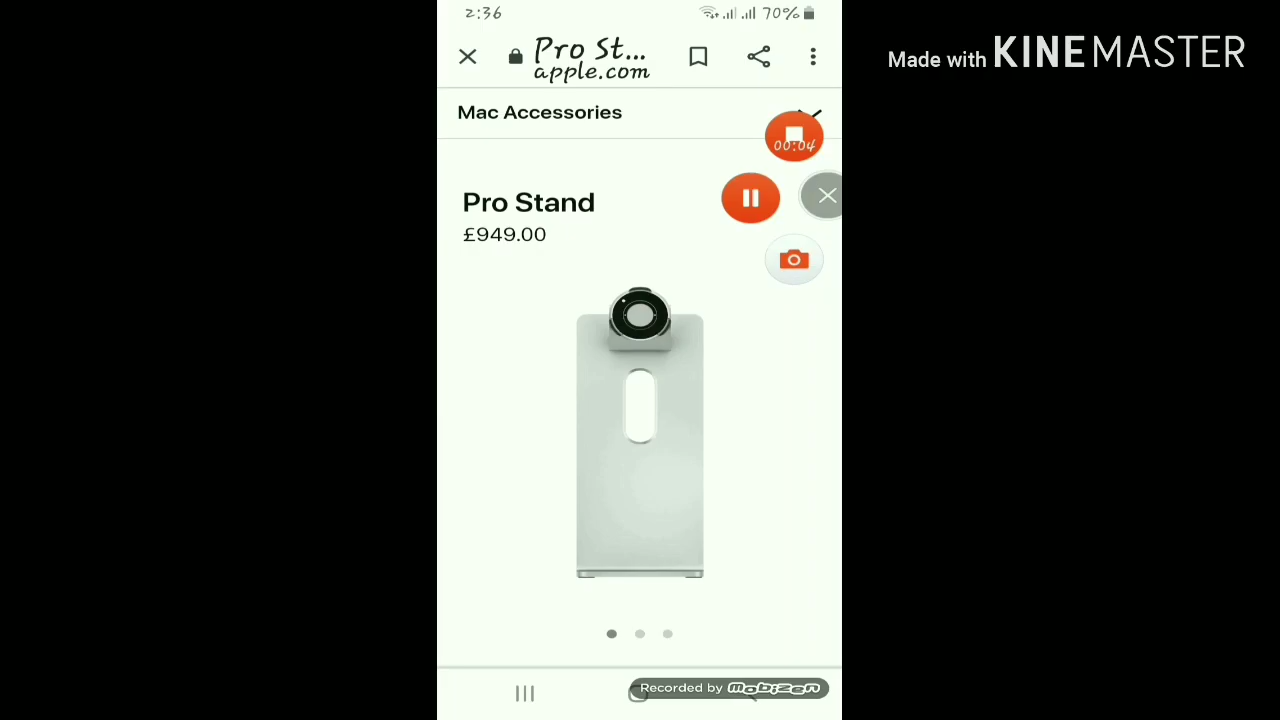 2:36
70%
Pro St...
apple.com
Made with KINEMASTER
Mac Accessories
00:04
Pro Stand
£949.00
Recorded by mobizen